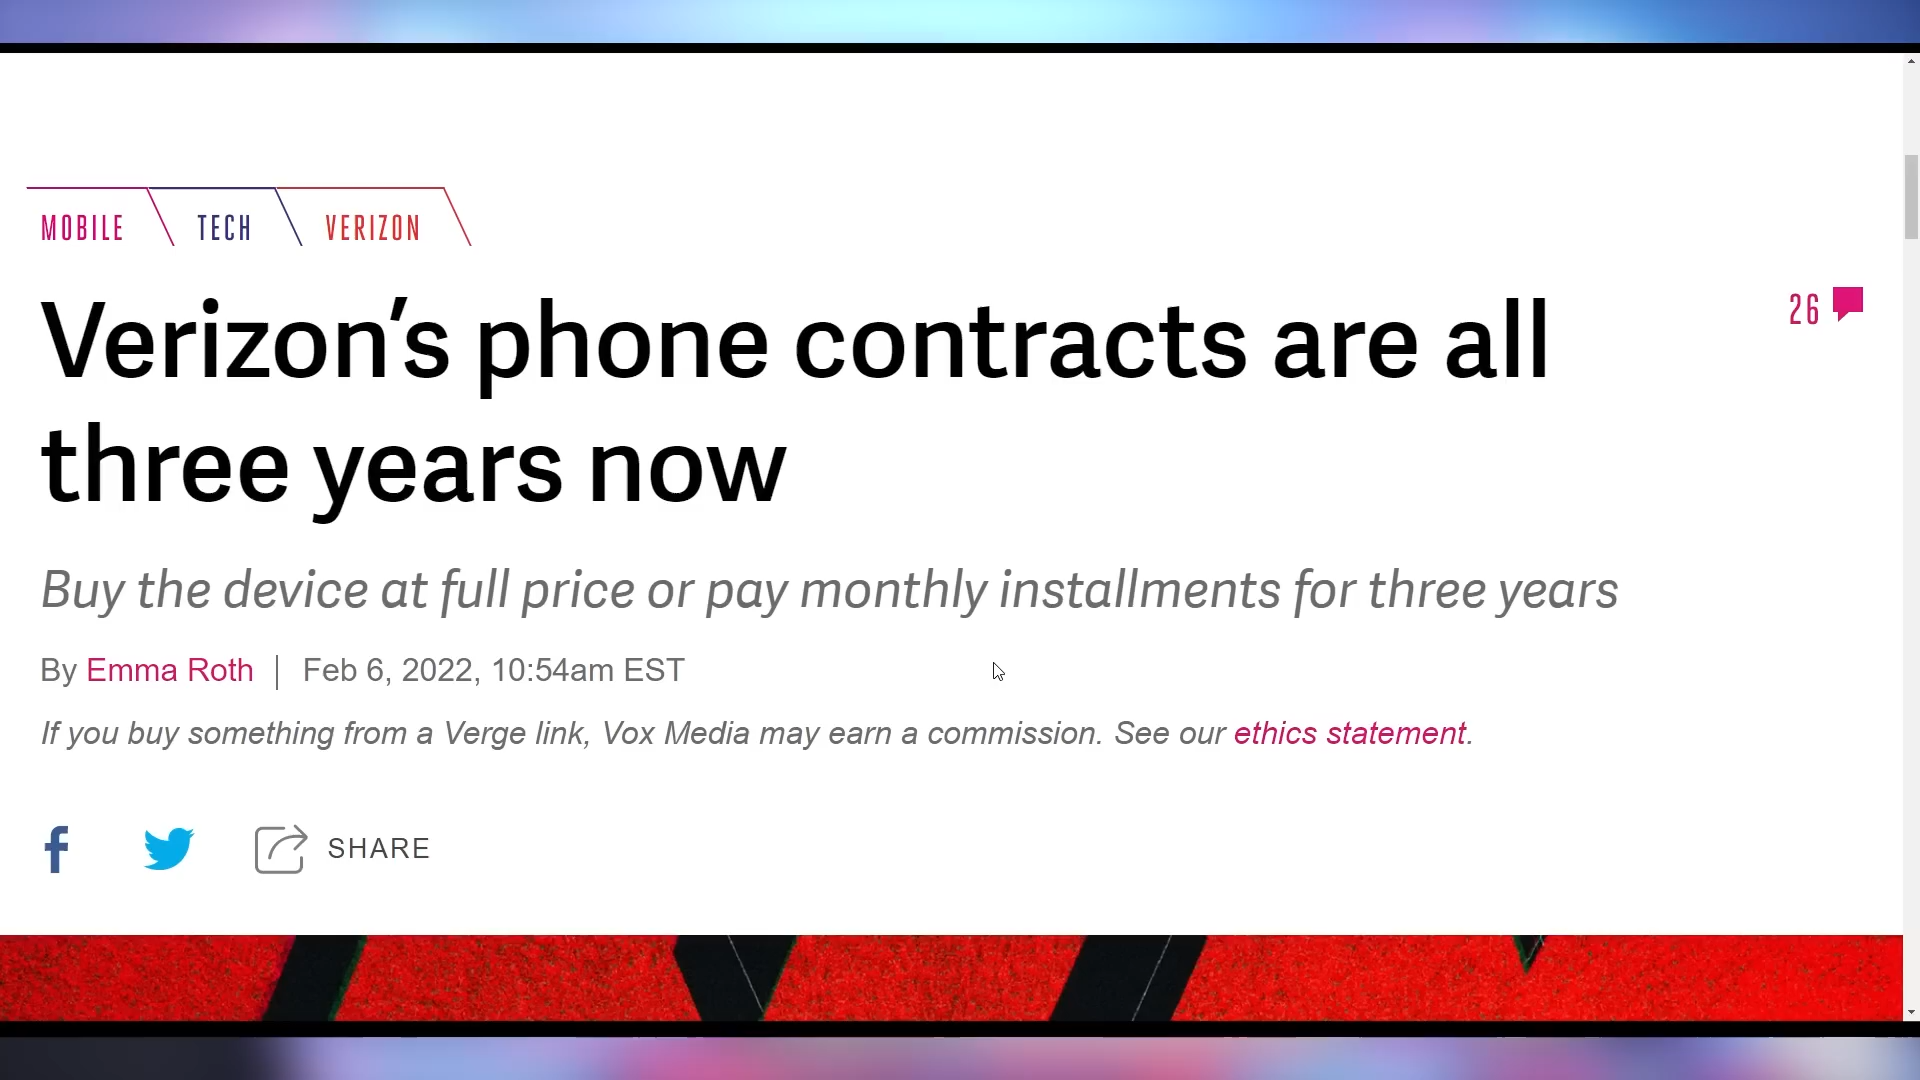 MOBILE TECH VERIZON
Verizon’s phone contracts are all
three years now
26
Buy the device at full price or pay monthly installments for three years
By Emma Roth | Feb 6, 2022, 10:54am EST
If you buy something from a Verge link, Vox Media may earn a commission. See our ethics statement.
SHARE